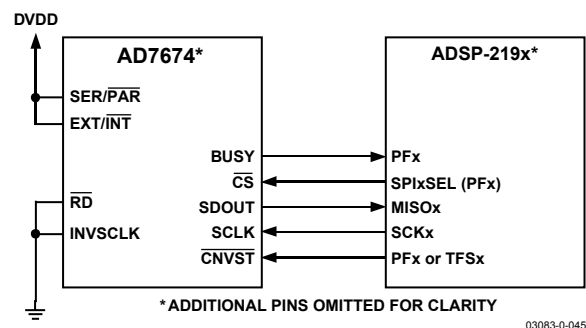 DVDD
AD7674*
ADSP-219x*
SER/PAR
EXT/INT
BUSY
PFx
CS
SPIxSEL (PFx)
RD
SDOUT
MISOx
INVSCLK
SCLK
SCKx
CNVST
PFx or TFSx
*ADDITIONAL PINS OMITTED FOR CLARITY
03083-0-045